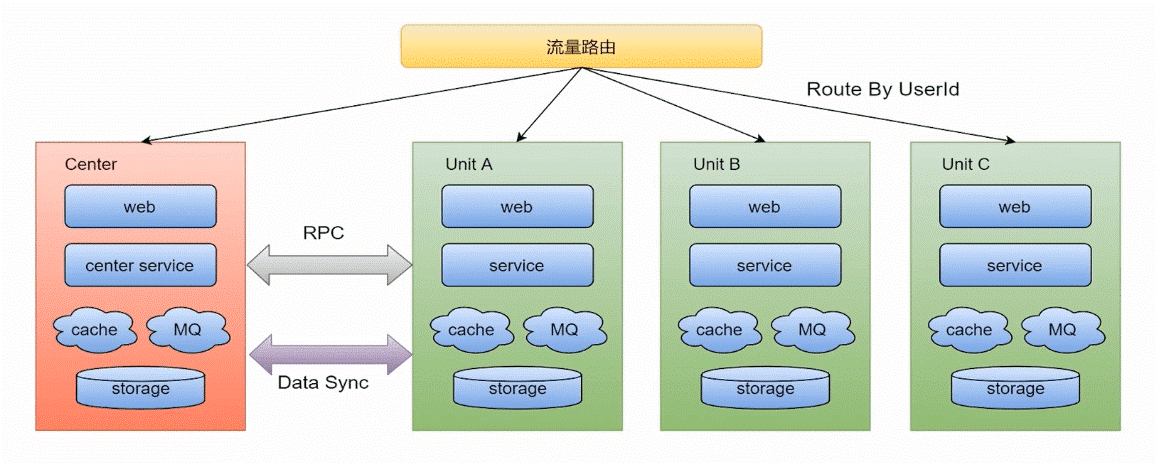 流量路由
Route By UserId
Center
web
center service
cache
MQ
storage
RPC
Data Sync
Unit A
web
service
cache
MQ
storage
Unit B
web
service
cache
MQ
storage
Unit C
web
service
cache
MQ
storage